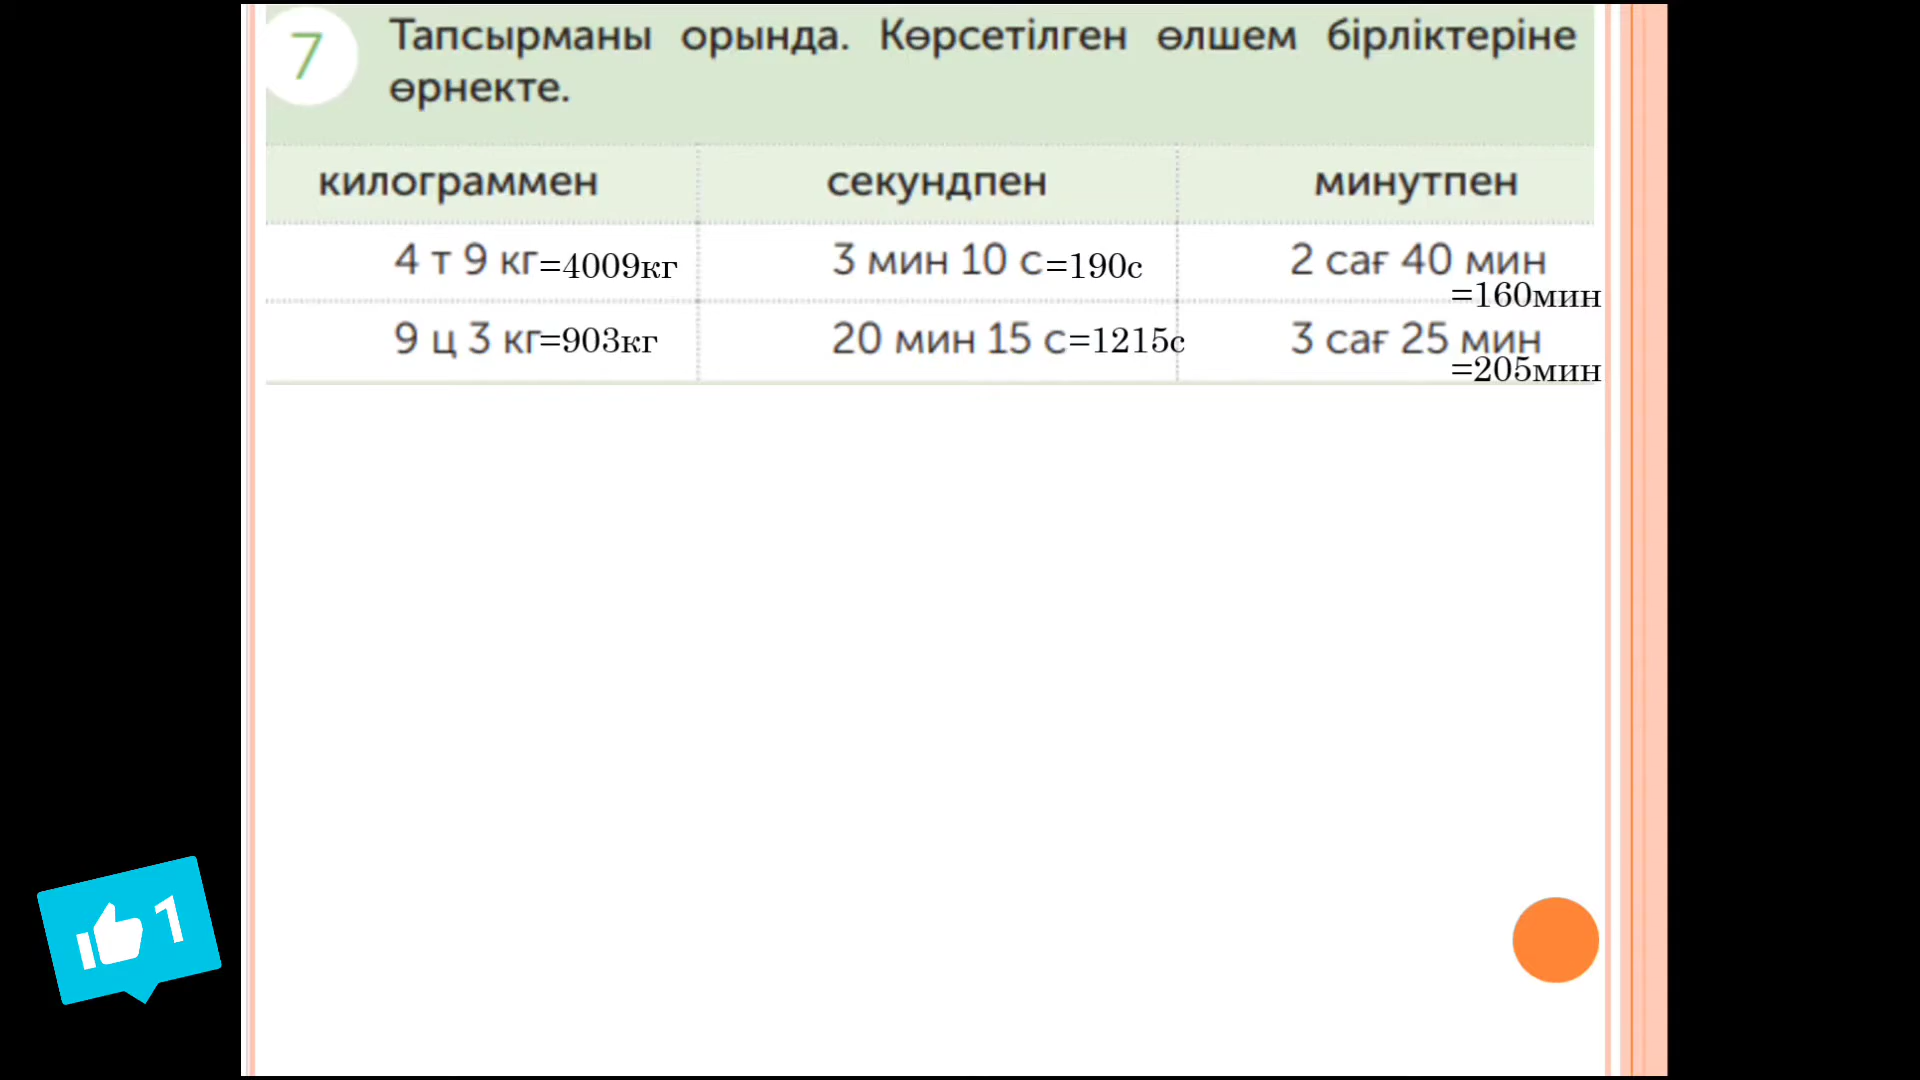 7
Тапсырманы орында. Көрсетілген өлшем бірліктеріне
өрнекте.
килограммен секундпен минутпен
4 т 9 кг=4009кг 3 мин 10 с=190с 2 сағ 40 мин
=160мин
9 ц 3 кг=903кг 20 мин 15 с=1215с 3 сағ 25 мин
=205мин
1